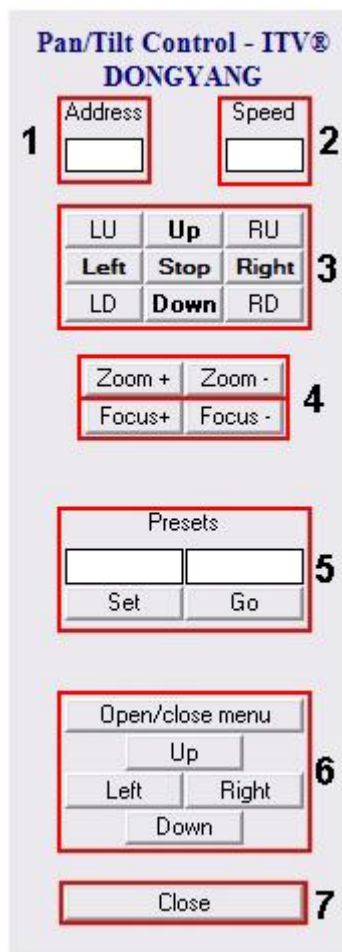 Pan/Tilt Control - ITV®
DONGYANG
1 Address Speed 2
LU Up RU
Left Stop Right 3
LD Down RD
Zoom + Zoom -
4
Focus+ Focus -
Presets
5
Set Go
Open/close menu
Up
6
Left Right
Down
Close 7